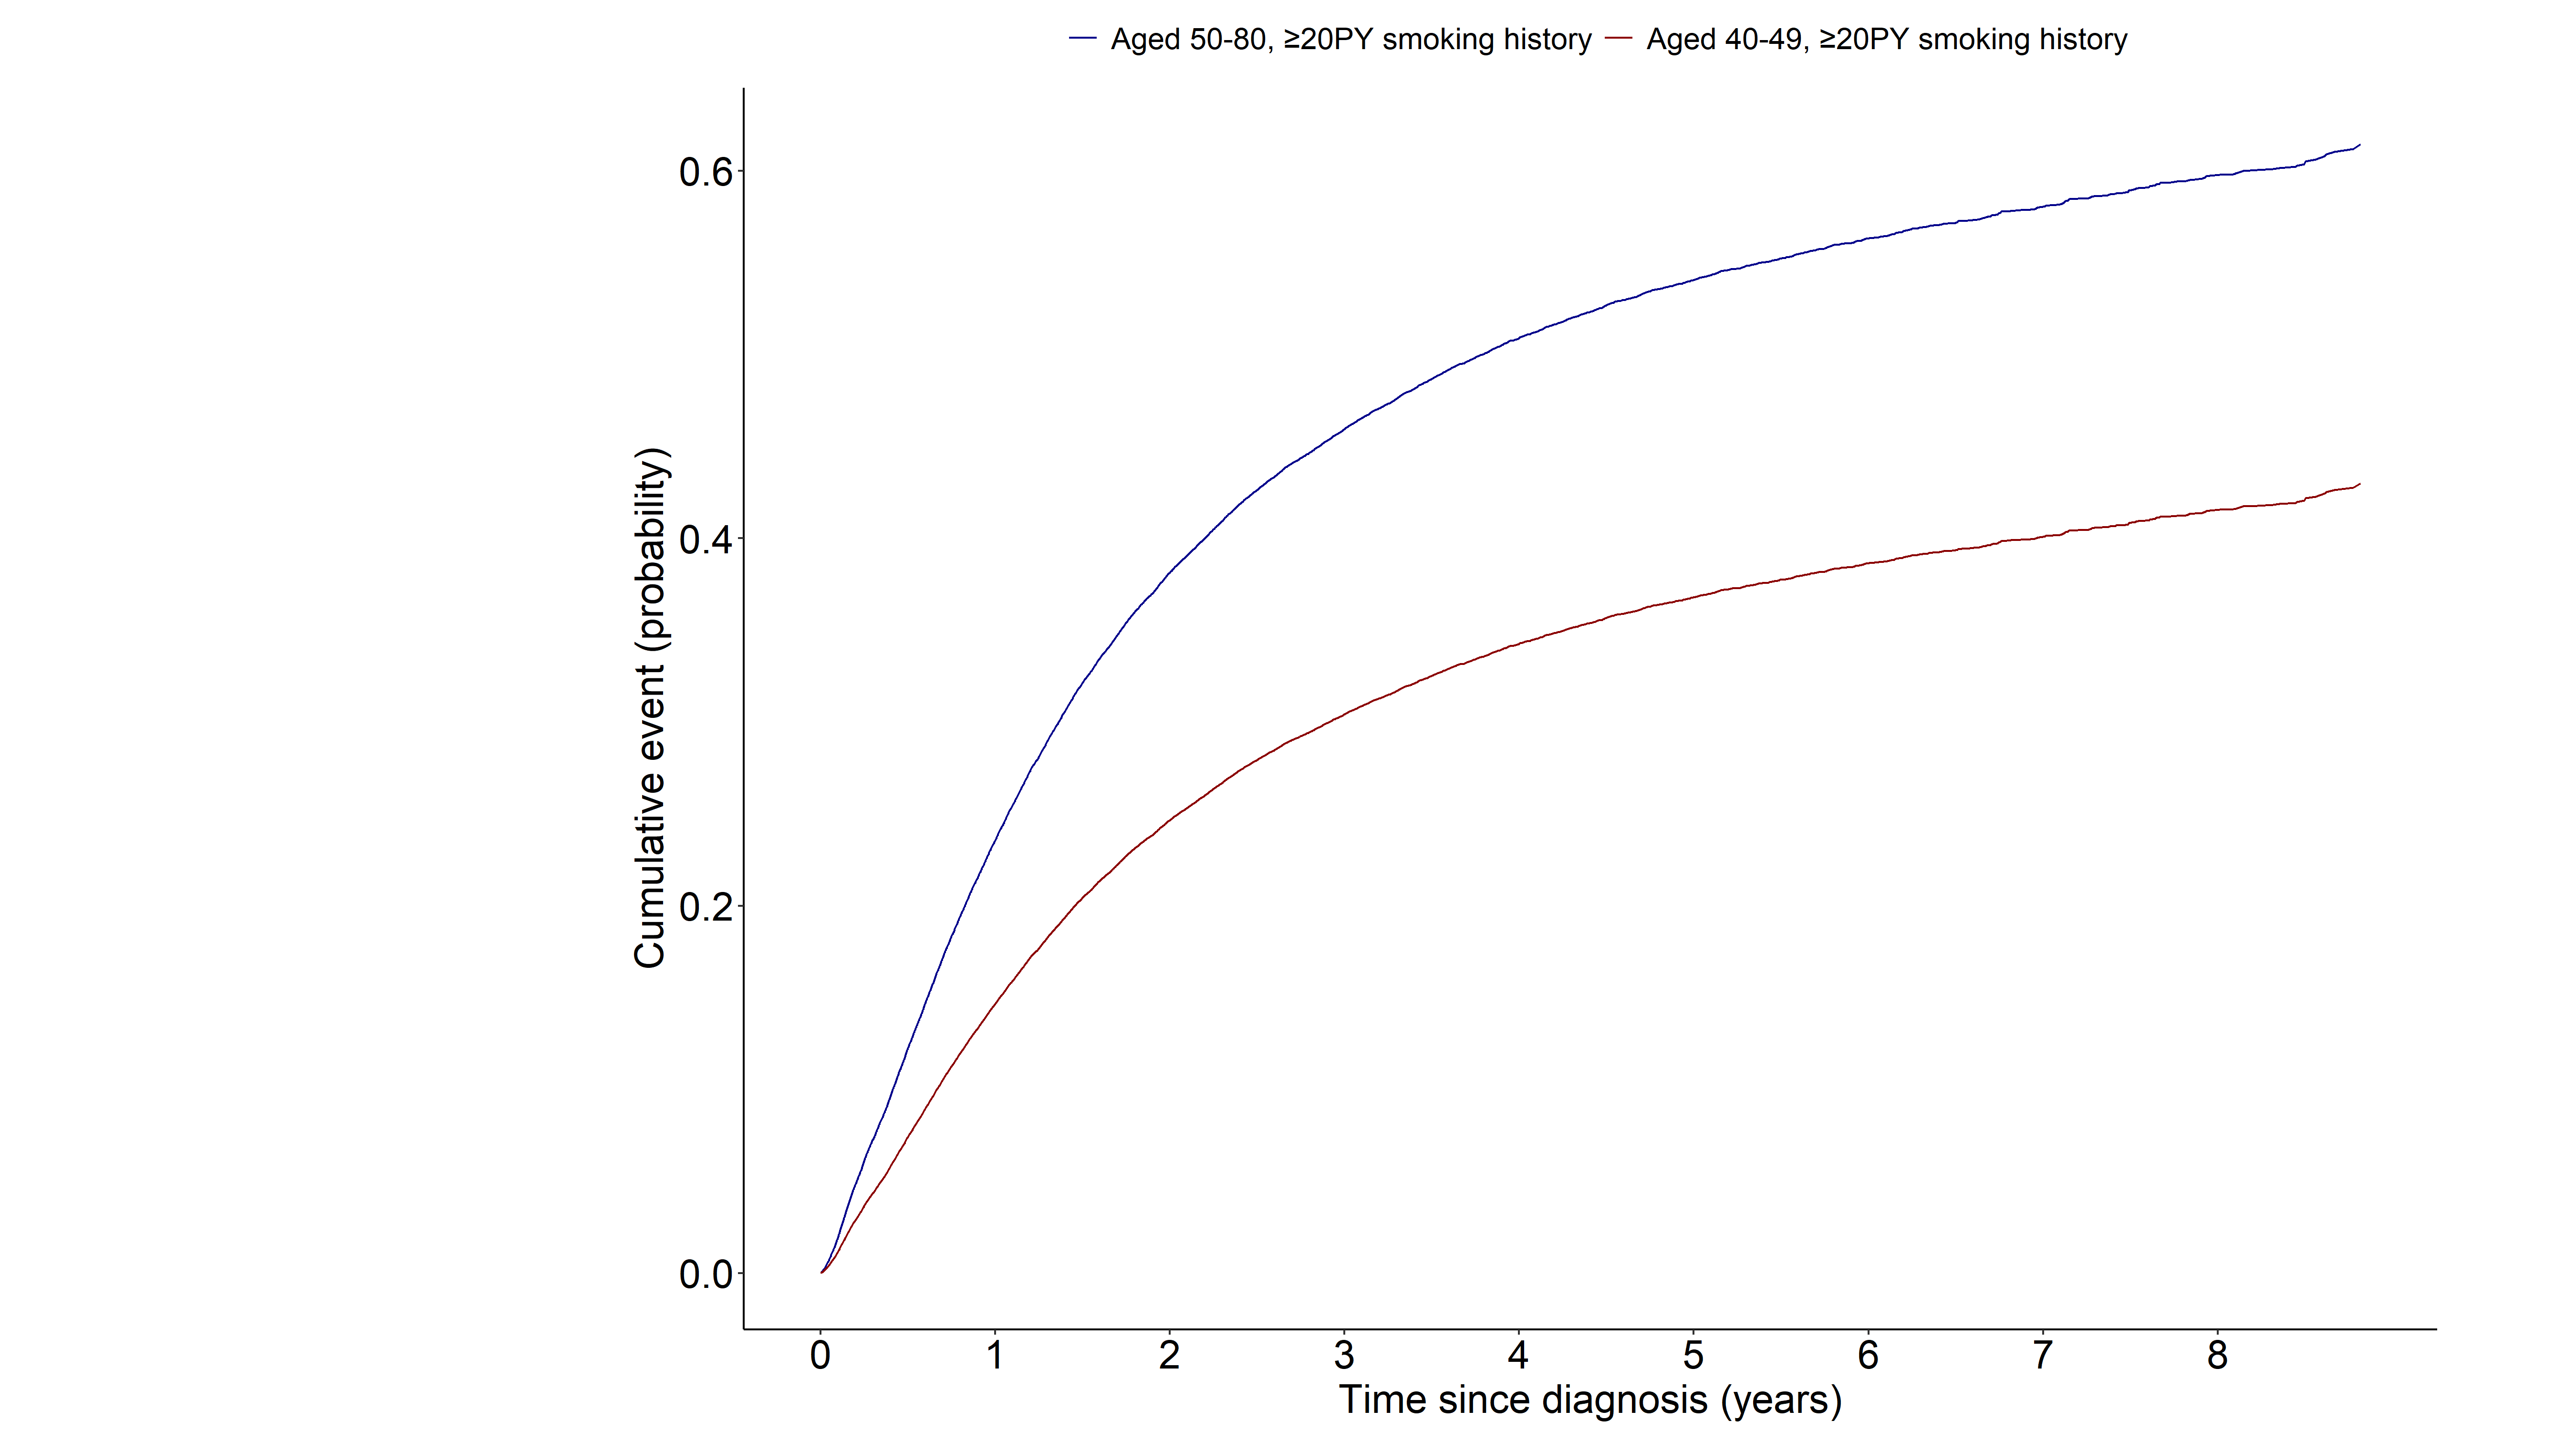 Aged 50-80, ≥20PY smoking history Aged 40-49, ≥20PY smoking history
Cumulative event (probability)
0.6
0.4
0.2
0.0
0 1 2 3 4 5 6 7 8
Time since diagnosis (years)